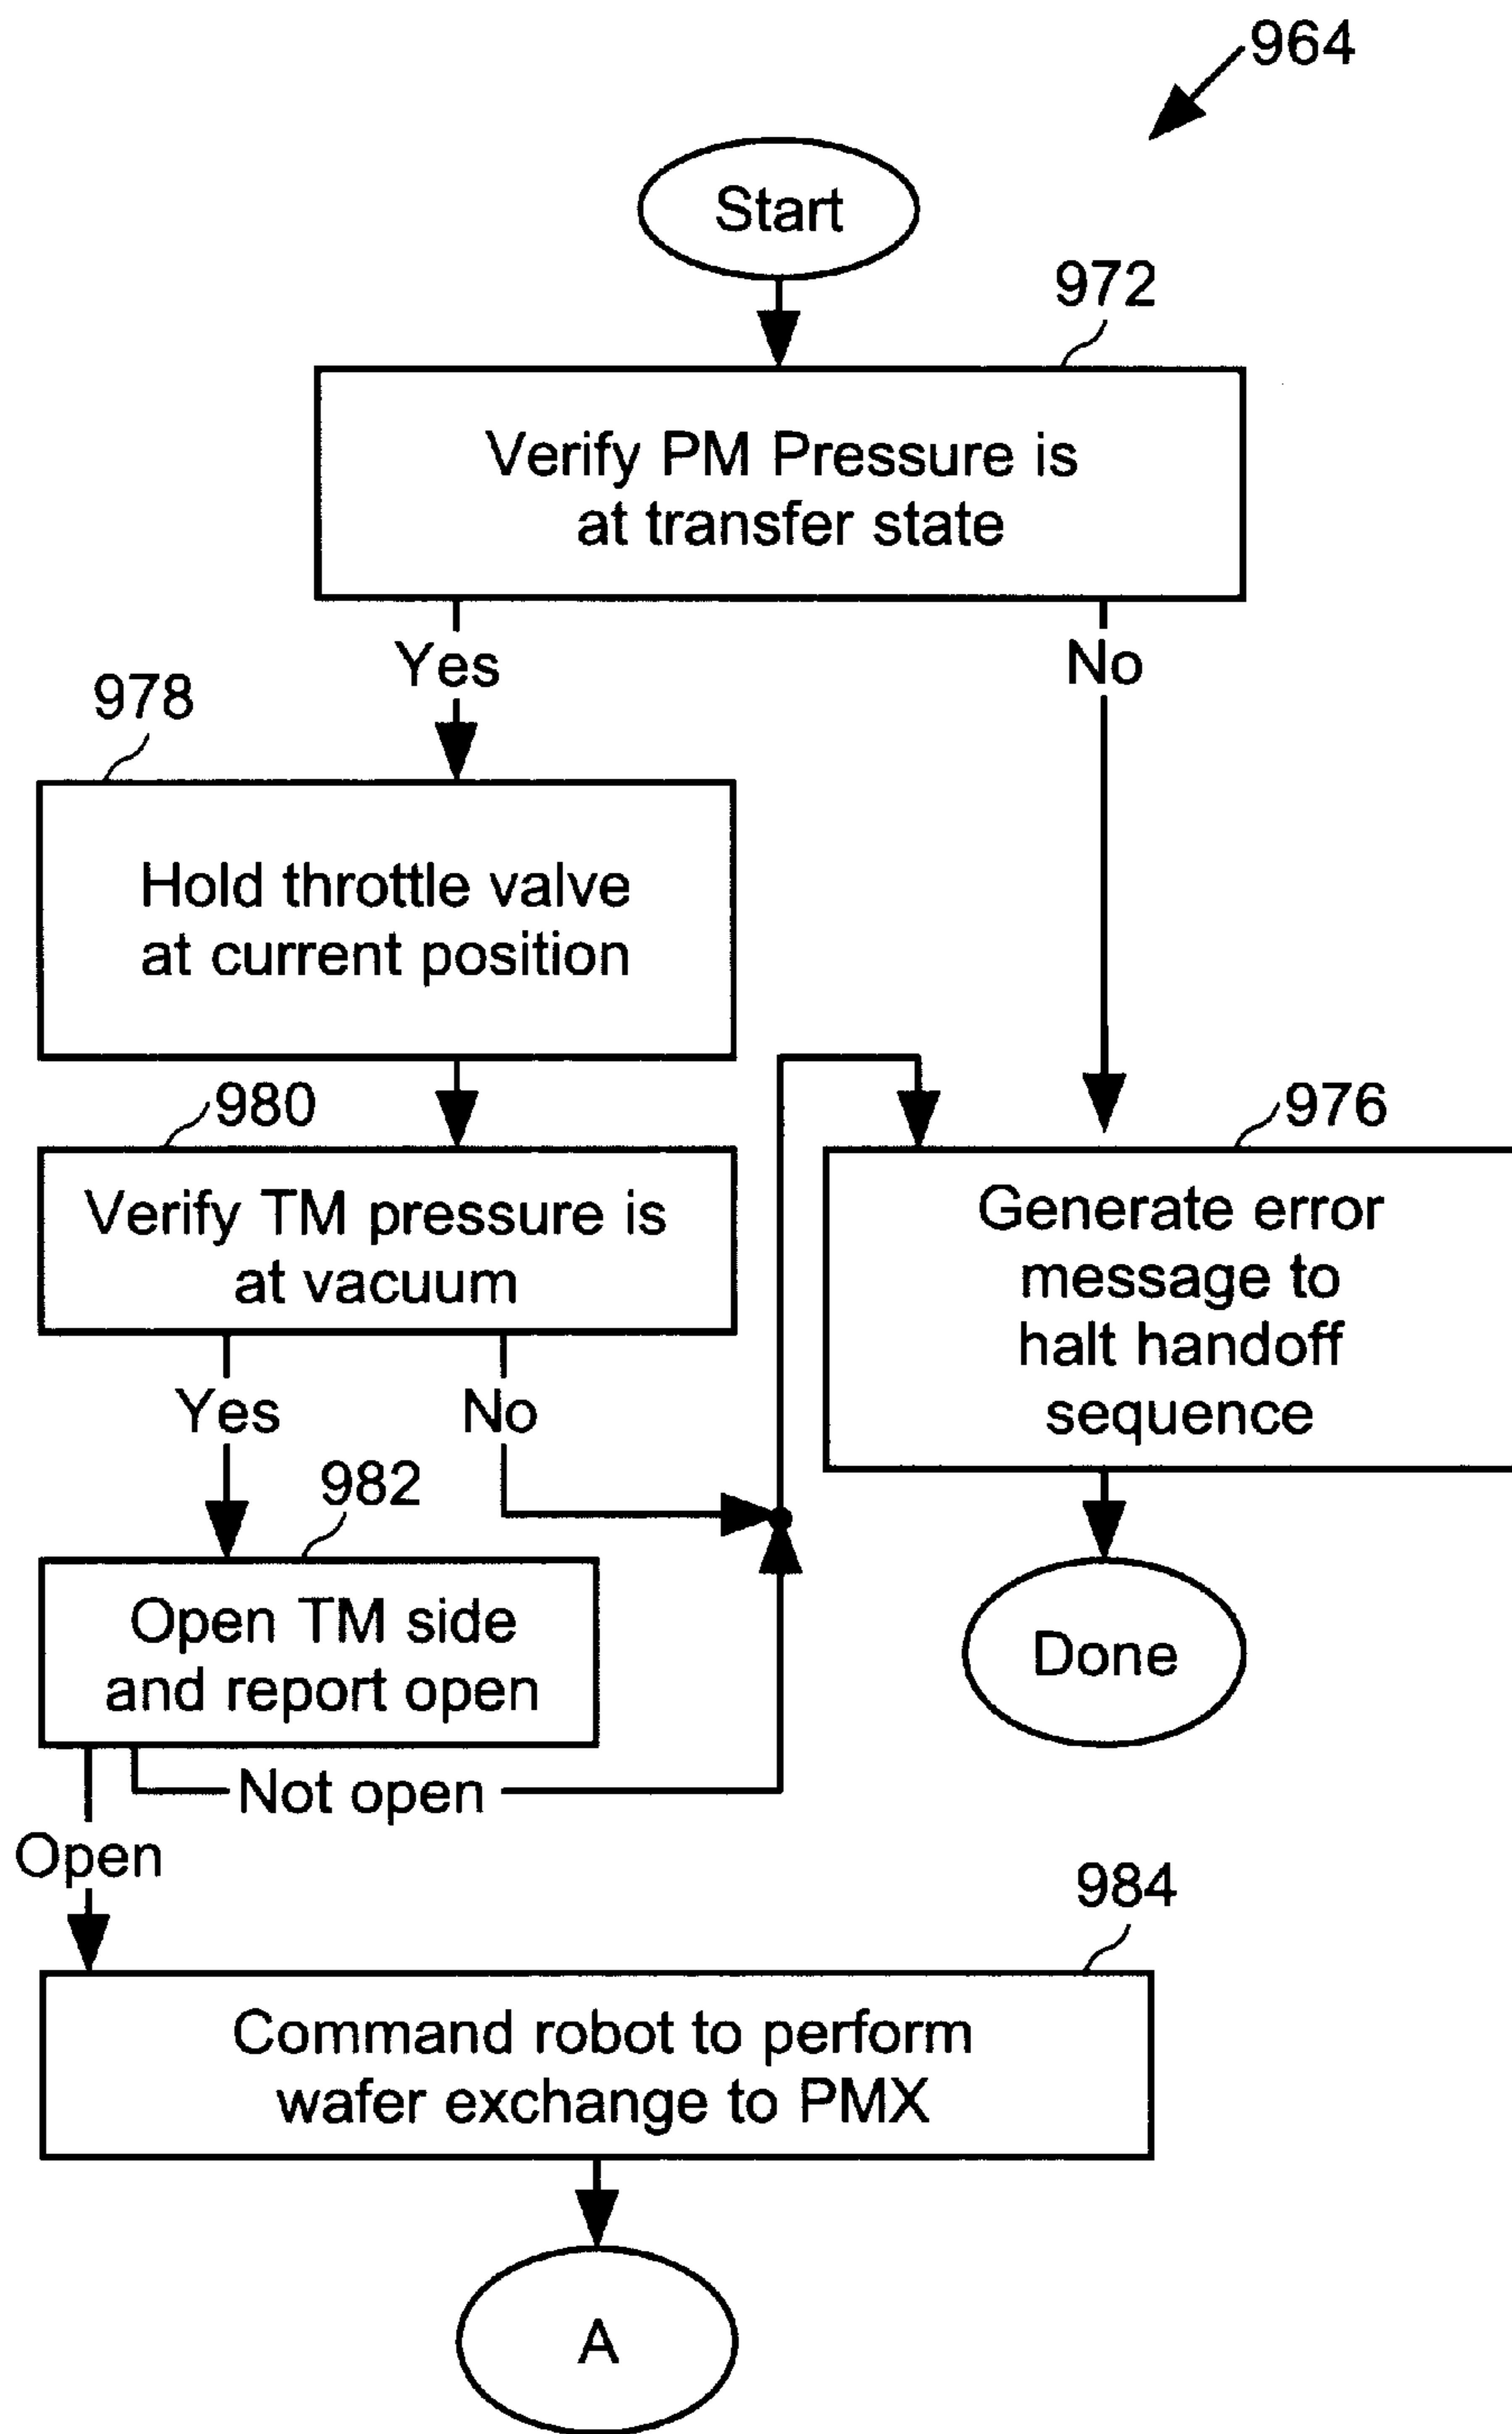 964
Start
972
Verify PM Pressure is
at transfer state
Yes
No
978
Hold throttle valve
at current position
980
Verify TM pressure is
at vacuum
976
Generate error
message to
halt handoff
sequence
Yes
No
982
Open TM side
and report open
Done
Not open
Open
984
Command robot to perform
wafer exchange to PMX
A